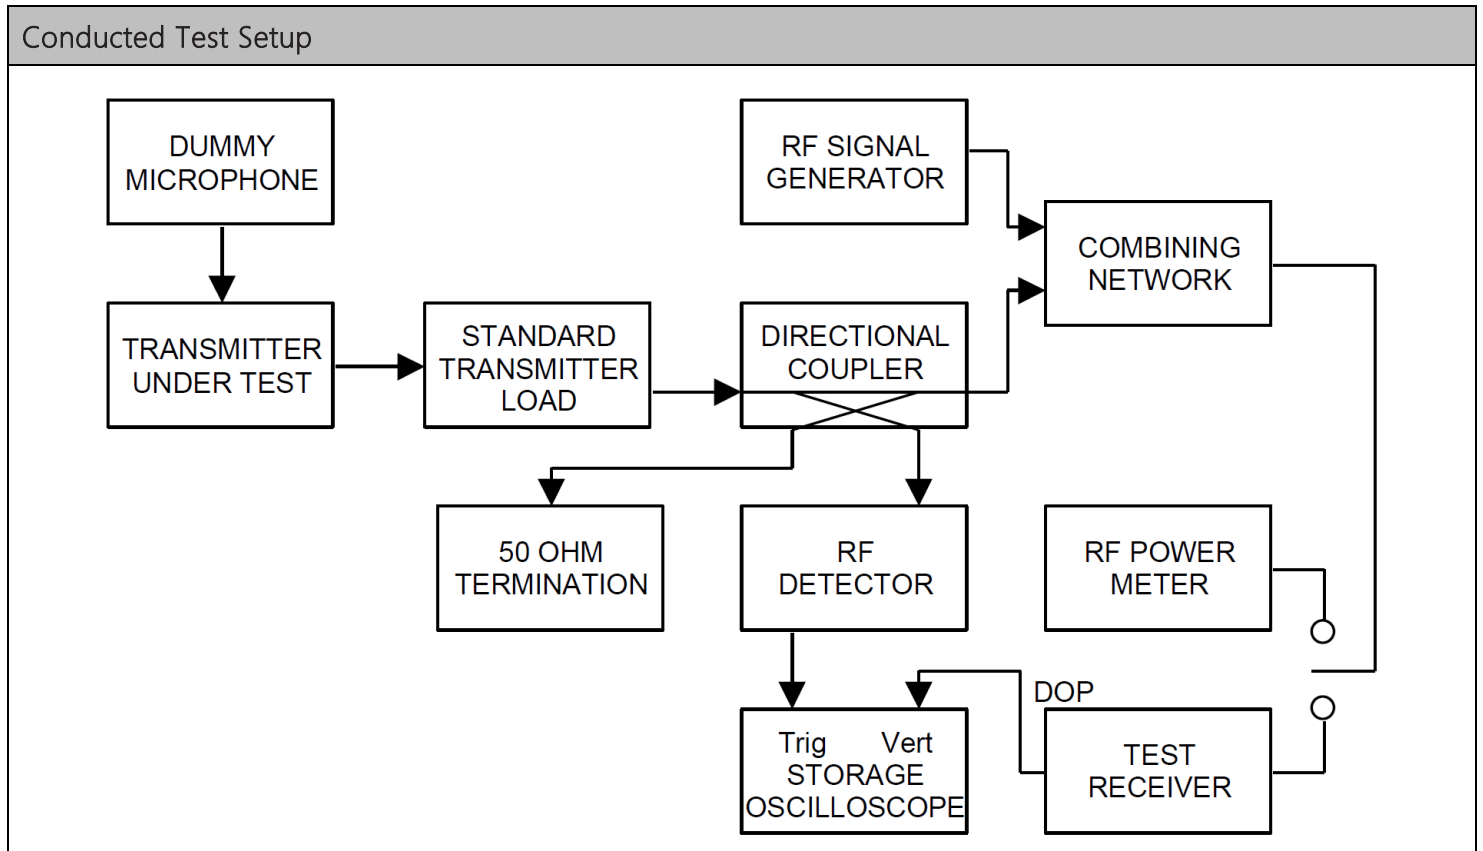 Conducted Test Setup
DUMMY
MICROPHONE
RF SIGNAL
GENERATOR
COMBINING
NETWORK
TRANSMITTER
UNDER TEST
STANDARD
TRANSMITTER
LOAD
DIRECTIONAL
COUPLER
50 OHM
TERMINATION
RF
DETECTOR
RF POWER
METER
DOP
Trig Vert
STORAGE
OSCILLOSCOPE
TEST
RECEIVER